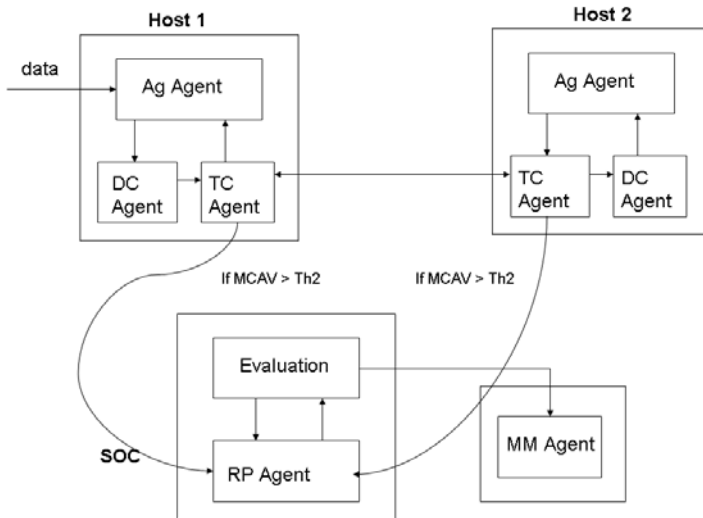 Host 1
Host 2
data
Ag Agent
Ag Agent
DC
Agent
TC
Agent
TC
Agent
DC
Agent
If MCAV > Th2
If MCAV > Th2
Evaluation
SOC
RP Agent
MM Agent